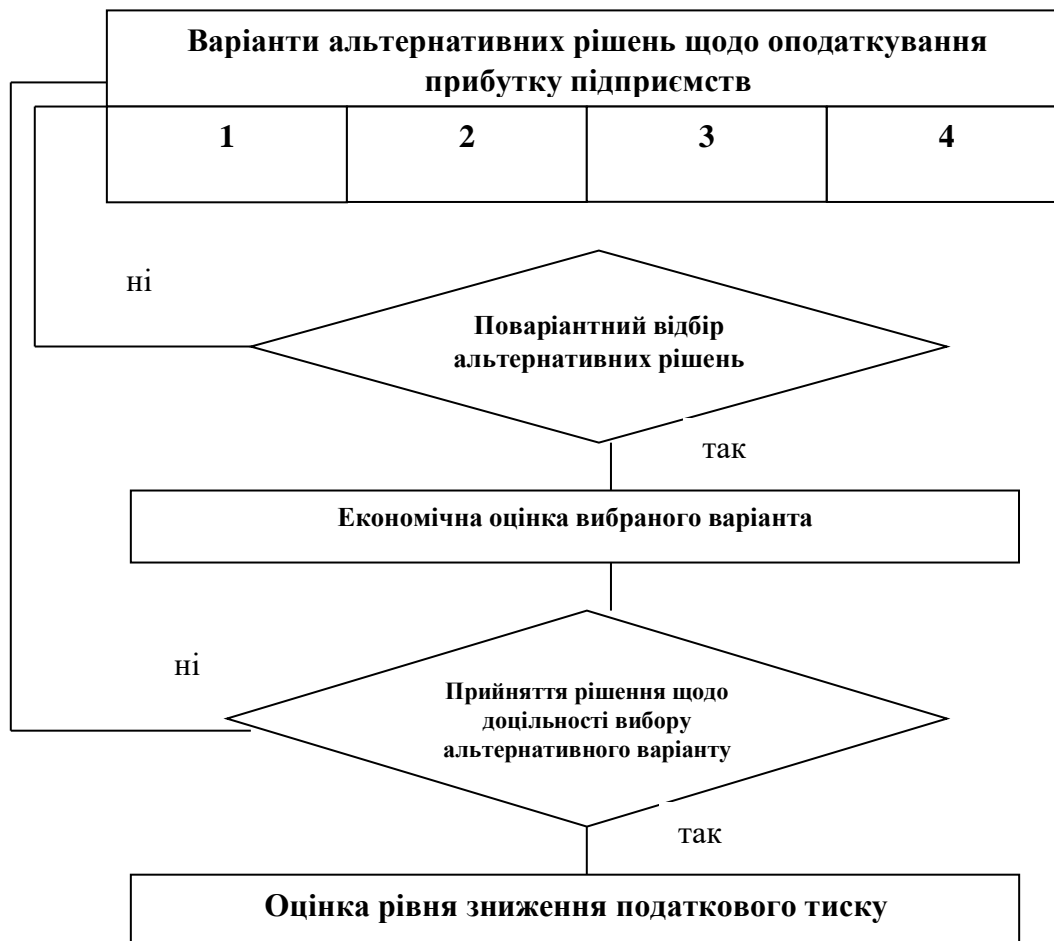 Варіанти альтернативних рішень щодо оподаткування
прибутку підприємств
1 2 3 4
ні
Поваріантний відбір
альтернативних рішень
так
Економічна оцінка вибраного варіанта
ні
Прийняття рішення щодо
доцільності вибору
альтернативного варіанту
так
Оцінка рівня зниження податкового тиску